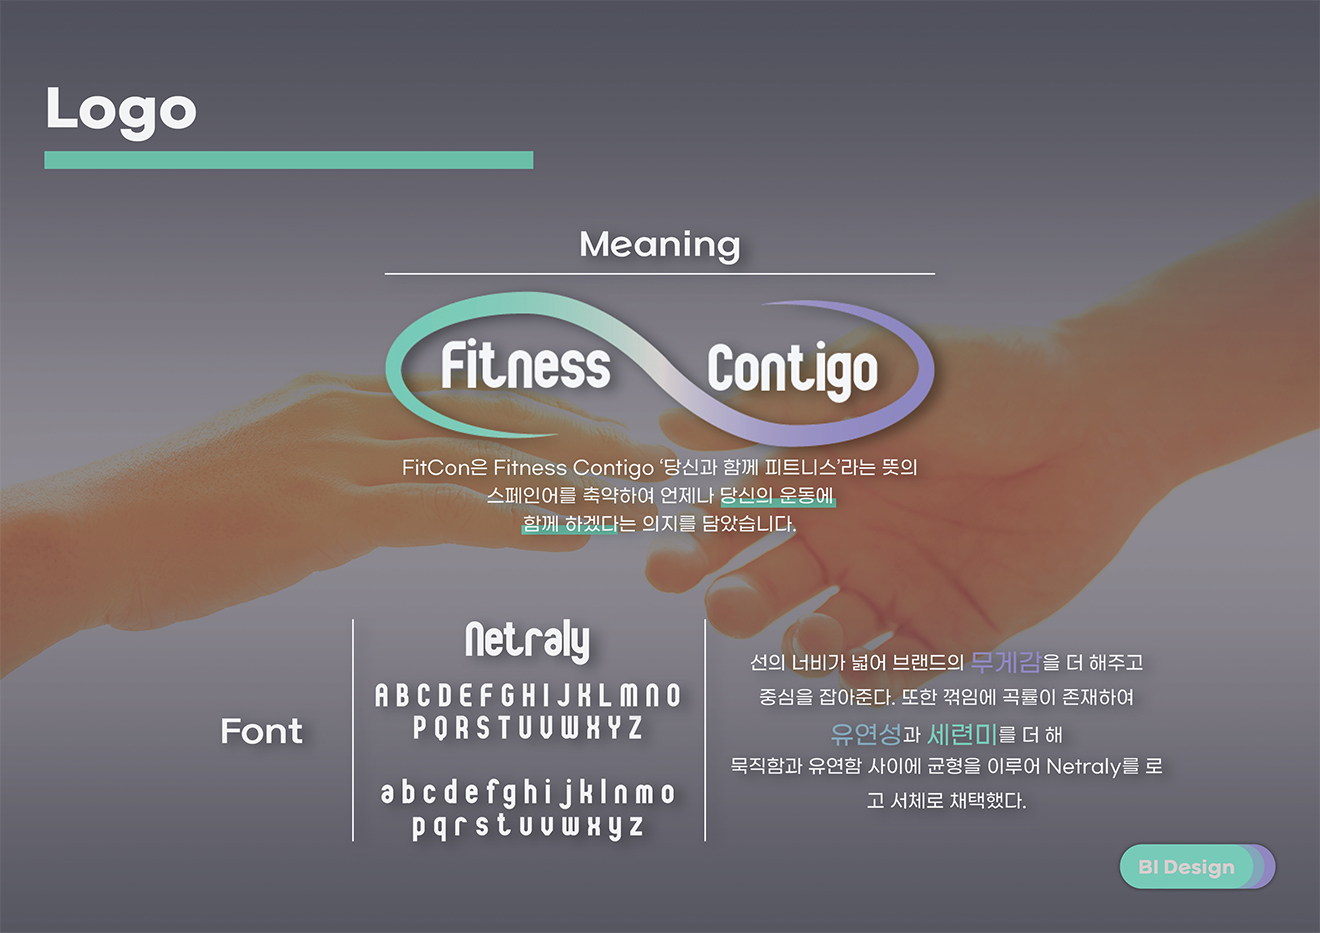 Logo
Meaning
Fitness Contigo
FitCon은 Fitness Contigo ‘당신과 함께 피트니스’라는 뜻의
스페인어를 축약하여 언제나 당신의 운동에
함께 하겠다는 의지를 담았습니다.
Font
Netraly
ABCDEFGHIJKLMNO
PQRSTUVWXYZ
abcdefghijklnmo
pqrstuvwxyz
선의 너비가 넓어 브랜드의 무게감을 더 해주고
중심을 잡아준다. 또한 꺾임에 곡률이 존재하여
유연성과 세련미를 더 해
묵직함과 유연함 사이에 균형을 이루어 Netraly를 로
고 서체로 채택했다.
BI Design